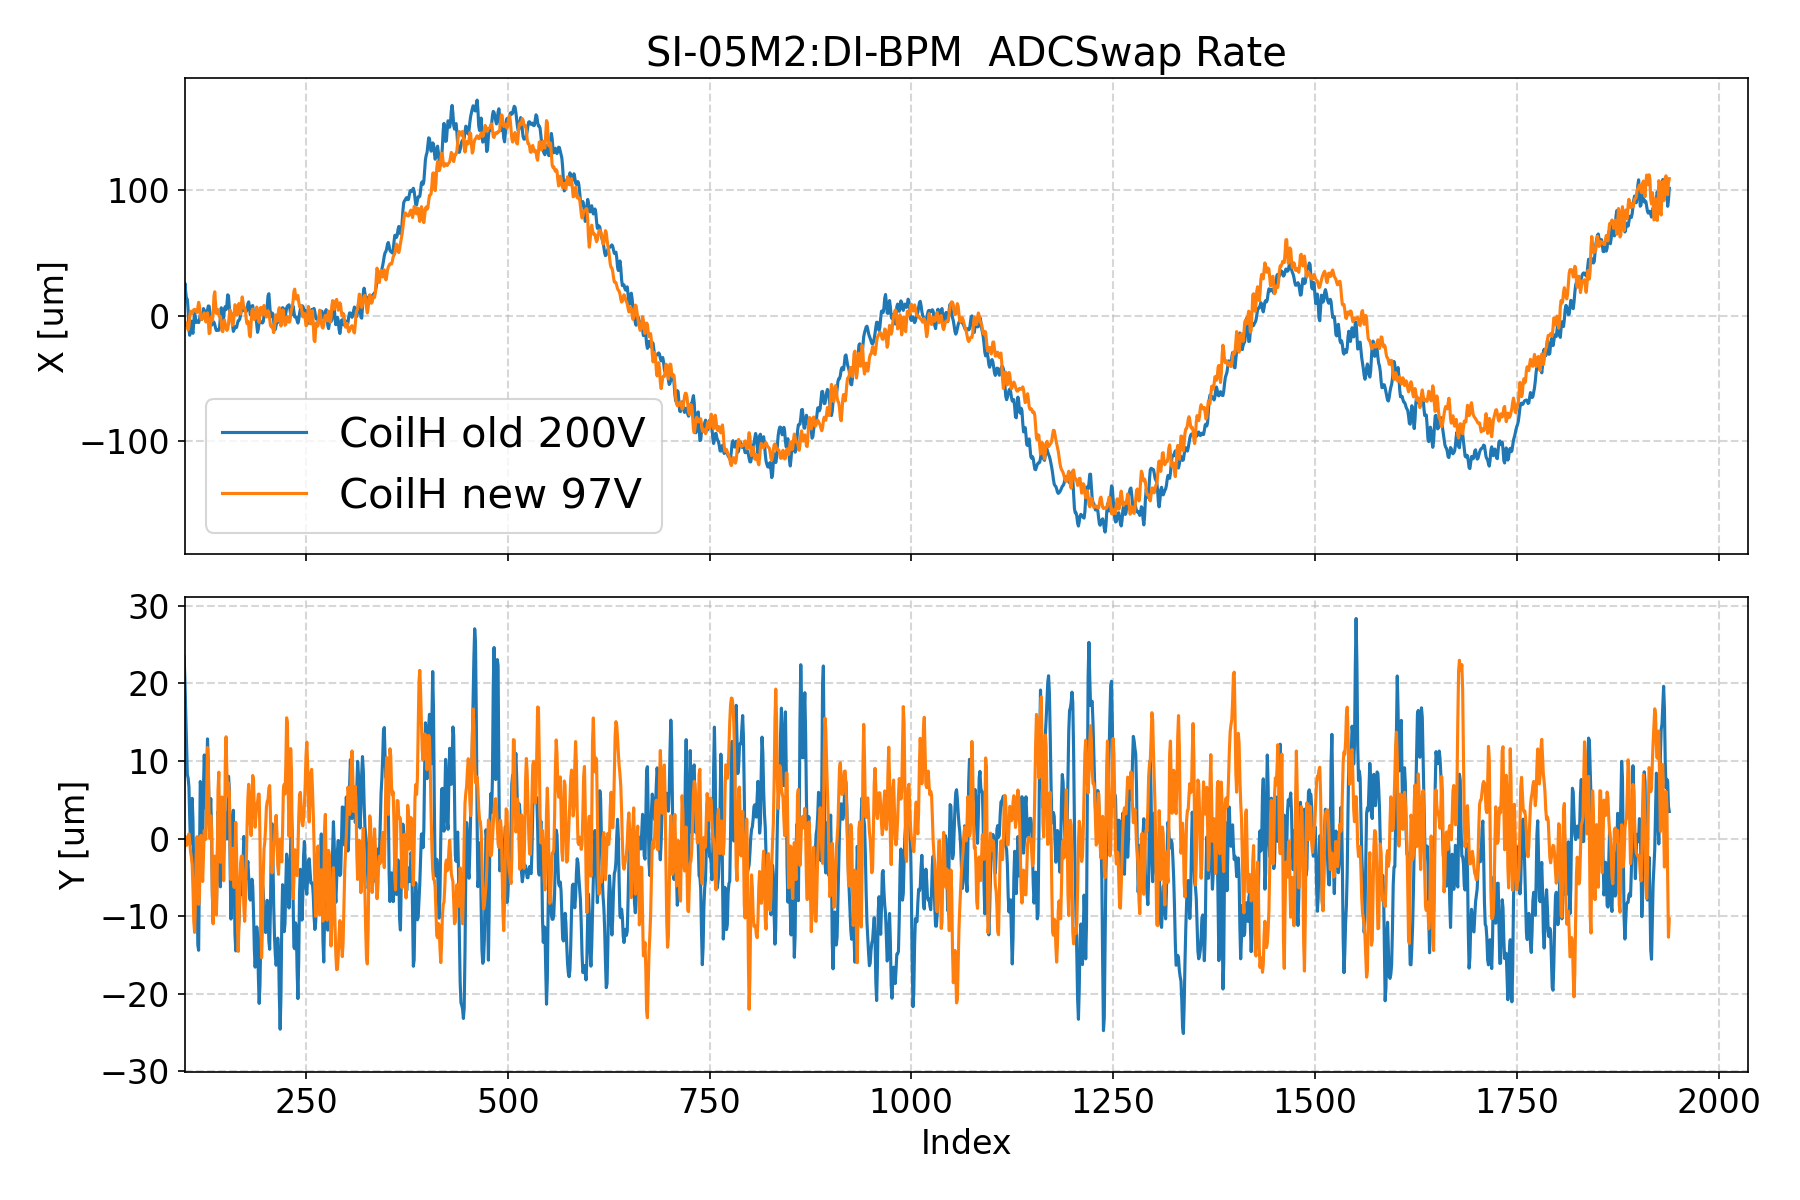 SI-05M2:DI-BPM  ADCSwap Rate
X [um]
100
0
−100
CoilH old 200V
CoilH new 97V
Y [um]
30
20
10
0
−10
−20
−30
250 500 750 1000 1250 1500 1750 2000
Index